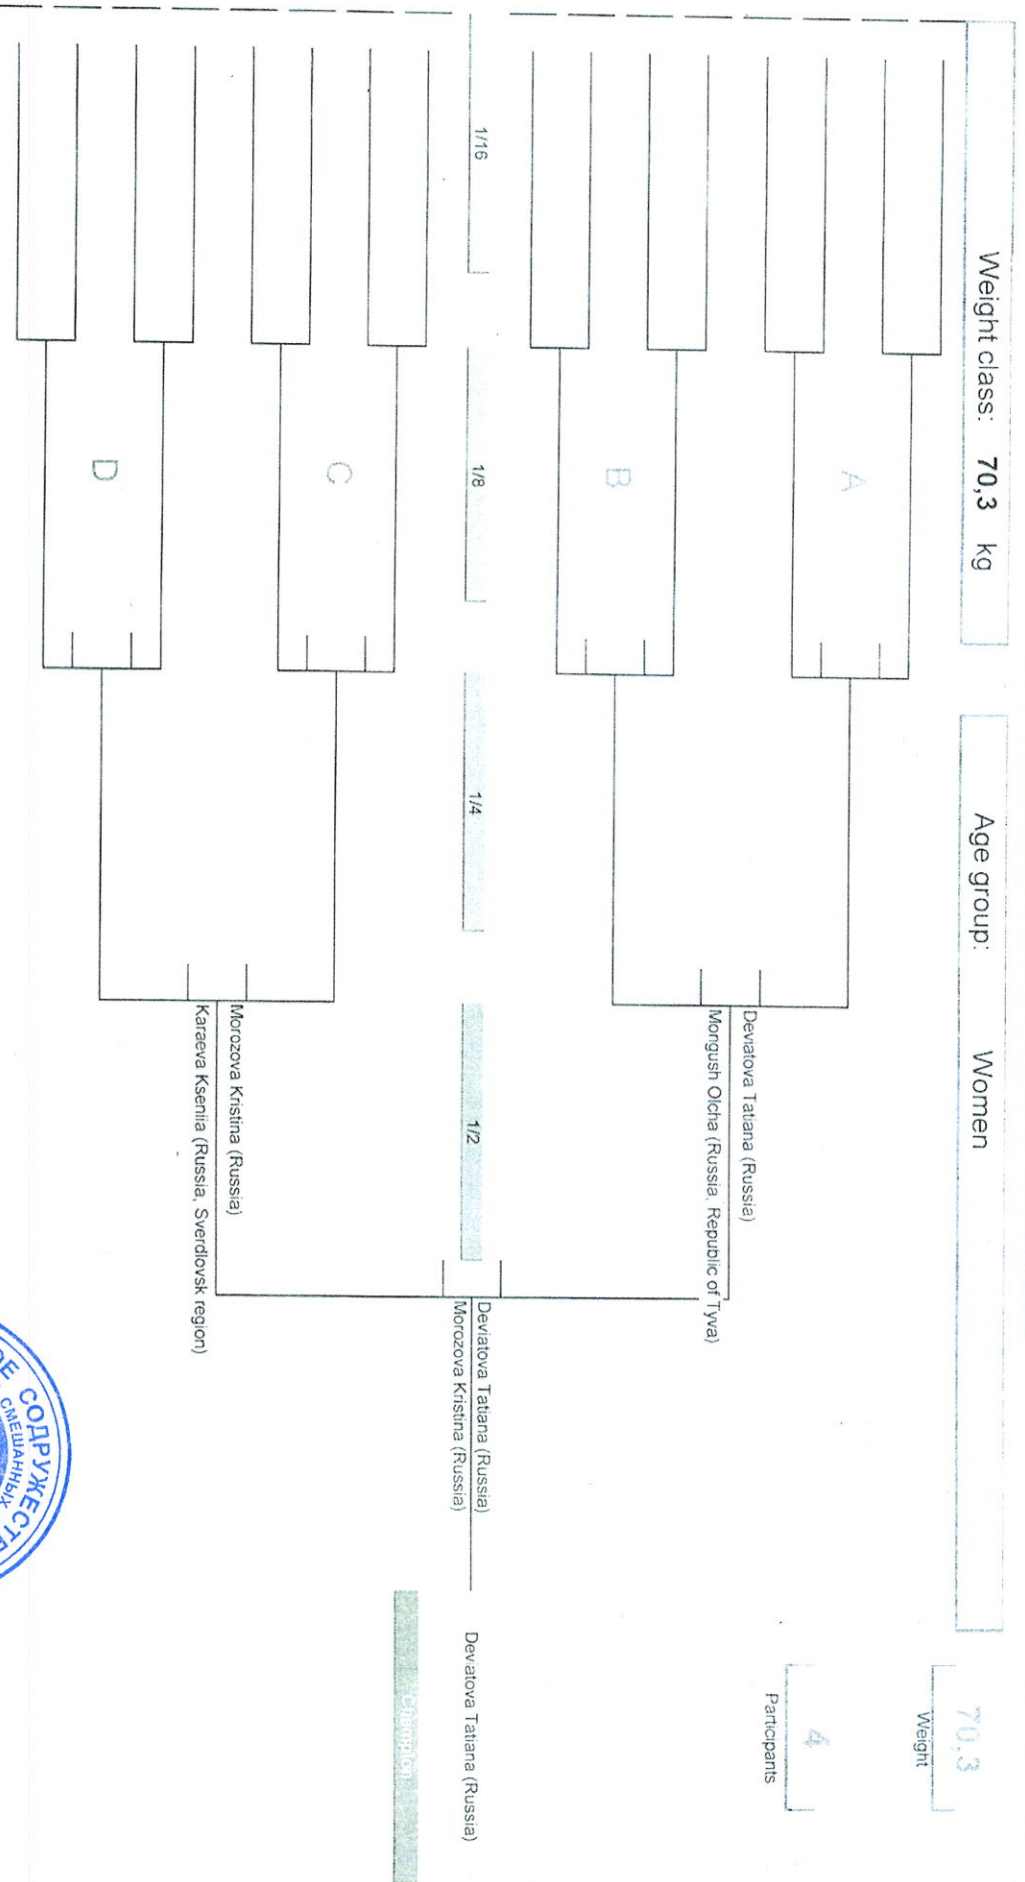 Weight class: 70,3 kg
Age group: Women
70,3
Weight
4
Participants
A
B
C
D
1/16
1/8
1/4
1/2
Deviatova Tatiana (Russia)
Mongush Olcha (Russia, Republic of Tyva)
Morozova Kristina (Russia)
Karaeva Kseniia (Russia, Sverdlovsk region)
Deviatova Tatiana (Russia)
Morozova Kristina (Russia)
Deviatova Tatiana (Russia)
Champion
СОДРУЖЕСТВ
СМЕШАННЫХ